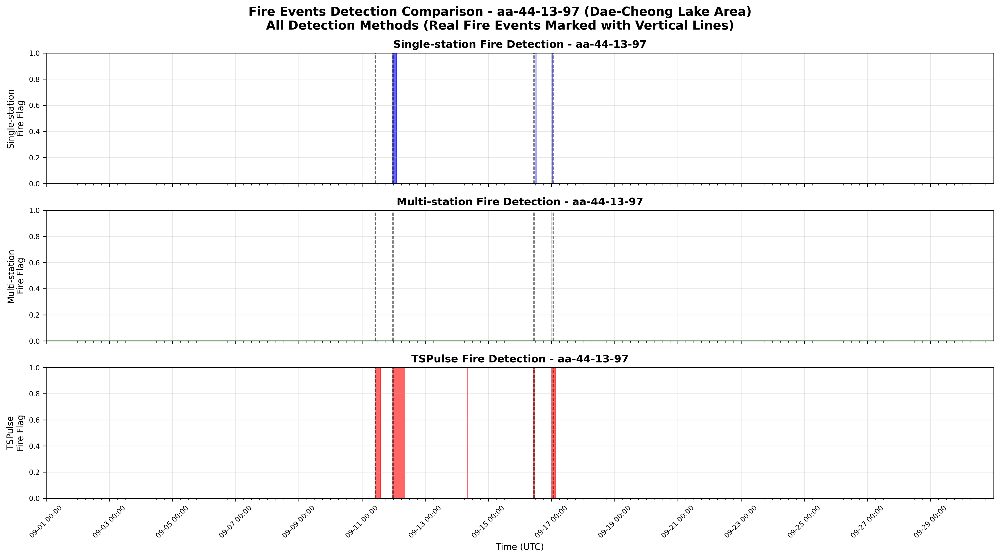 Fire Events Detection Comparison - aa-44-13-97 (Dae-Cheong Lake Area)
All Detection Methods (Real Fire Events Marked with Vertical Lines)
Single-station Fire Detection - aa-44-13-97
Single-station
Fire Flag
1.0
0.8
0.6
0.4
0.2
0.0
Multi-station Fire Detection - aa-44-13-97
Multi-station
Fire Flag
1.0
0.8
0.6
0.4
0.2
0.0
TSPulse Fire Detection - aa-44-13-97
TSPulse
Fire Flag
1.0
0.8
0.6
0.4
0.2
0.0
09-01 00:00
09-03 00:00
09-05 00:00
09-07 00:00
09-09 00:00
09-11 00:00
09-13 00:00
09-15 00:00
09-17 00:00
09-19 00:00
09-21 00:00
09-23 00:00
09-25 00:00
09-27 00:00
09-29 00:00
Time (UTC)